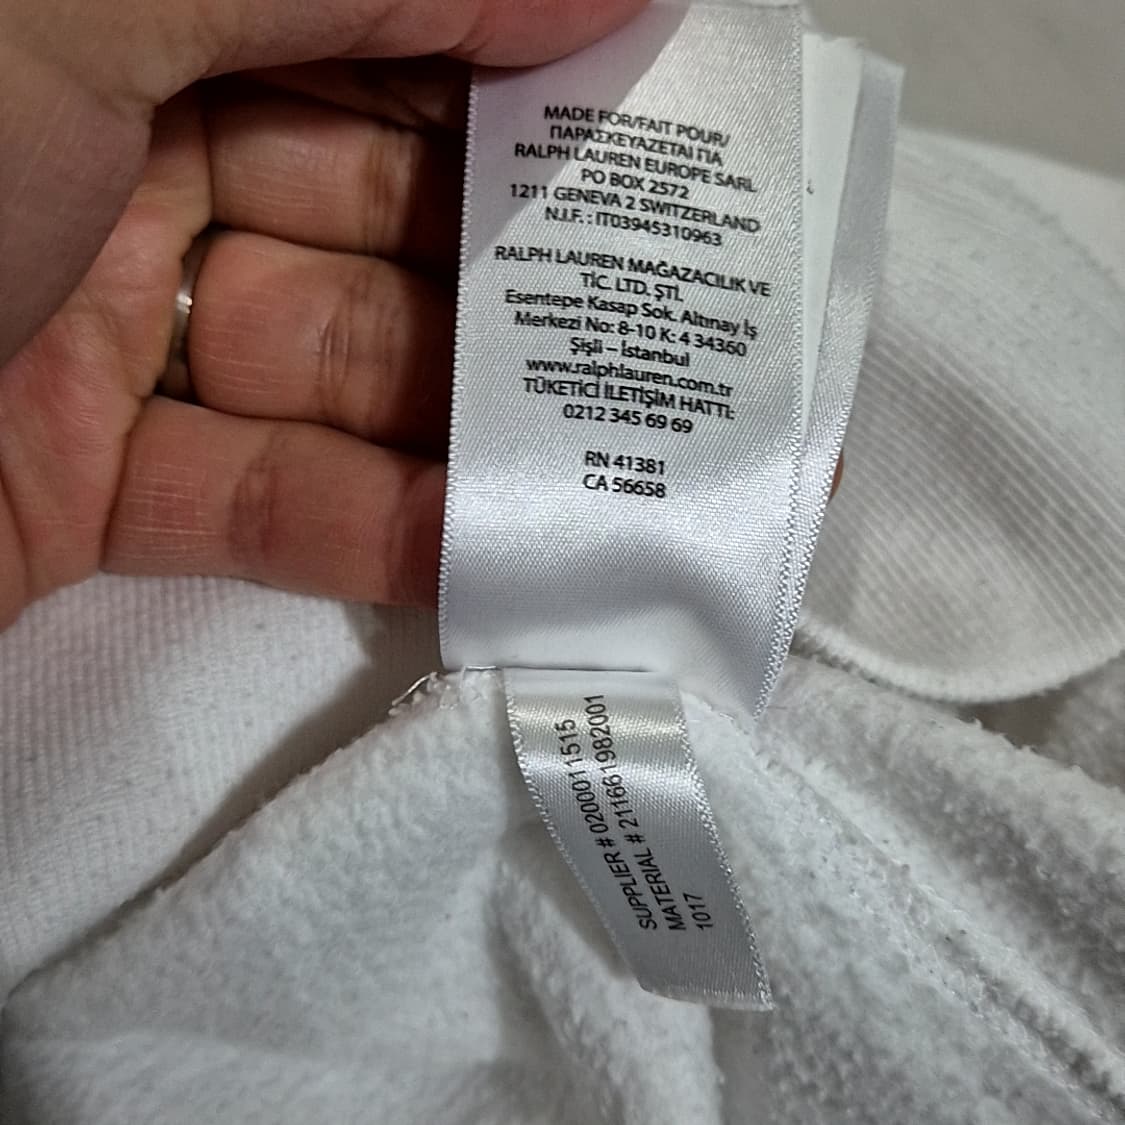 MADE FOR/FAIT POUR/
ΠΑΡΑΣΚΕΥΑΖΕΤΑΙ ΓΙΑ
RALPH LAUREN EUROPE SARL
PO BOX 2572
1211 GENEVA 2 SWITZERLAND
N.I.F. : IT03945310963
RALPH LAUREN MAĞAZACILIK VE
TİC. LTD. ŞTİ.
Esentepe Kasap Sok. Altınay İş
Merkezi No: 8-10 K: 4 34360
Şişli – İstanbul
www.ralphlauren.com.tr
TÜKETİCİ İLETİŞİM HATTI:
0212 345 69 69
RN 41381
CA 56658
SUPPLIER # 0200011515
MATERIAL # 211661982001
1017